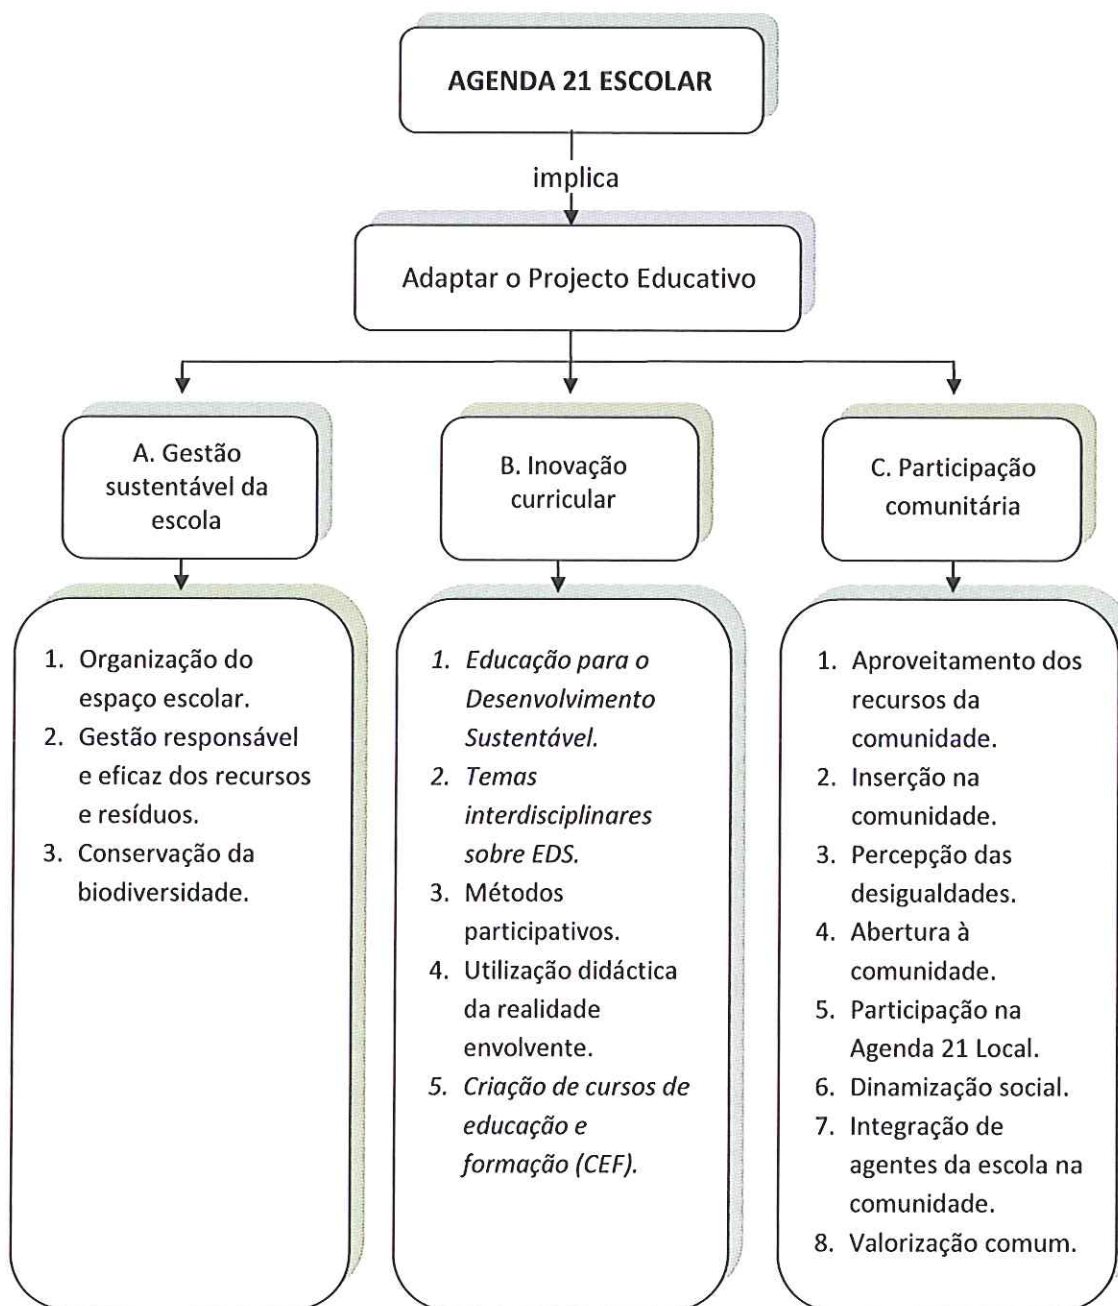 AGENDA 21 ESCOLAR
implica
Adaptar o Projecto Educativo
A. Gestão
sustentável da
escola
B. Inovação
curricular
C. Participação
comunitária
1. Organização do
espaço escolar.
2. Gestão responsável
e eficaz dos recursos
e resíduos.
3. Conservação da
biodiversidade.
1. Educação para o
Desenvolvimento
Sustentável.
2. Temas
interdisciplinares
sobre EDS.
3. Métodos
participativos.
4. Utilização didáctica
da realidade
envolvente.
5. Criação de cursos de
educação e
formação (CEF).
1. Aproveitamento dos
recursos da
comunidade.
2. Inserção na
comunidade.
3. Percepção das
desigualdades.
4. Abertura à
comunidade.
5. Participação na
Agenda 21 Local.
6. Dinamização social.
7. Integração de
agentes da escola na
comunidade.
8. Valorização comum.